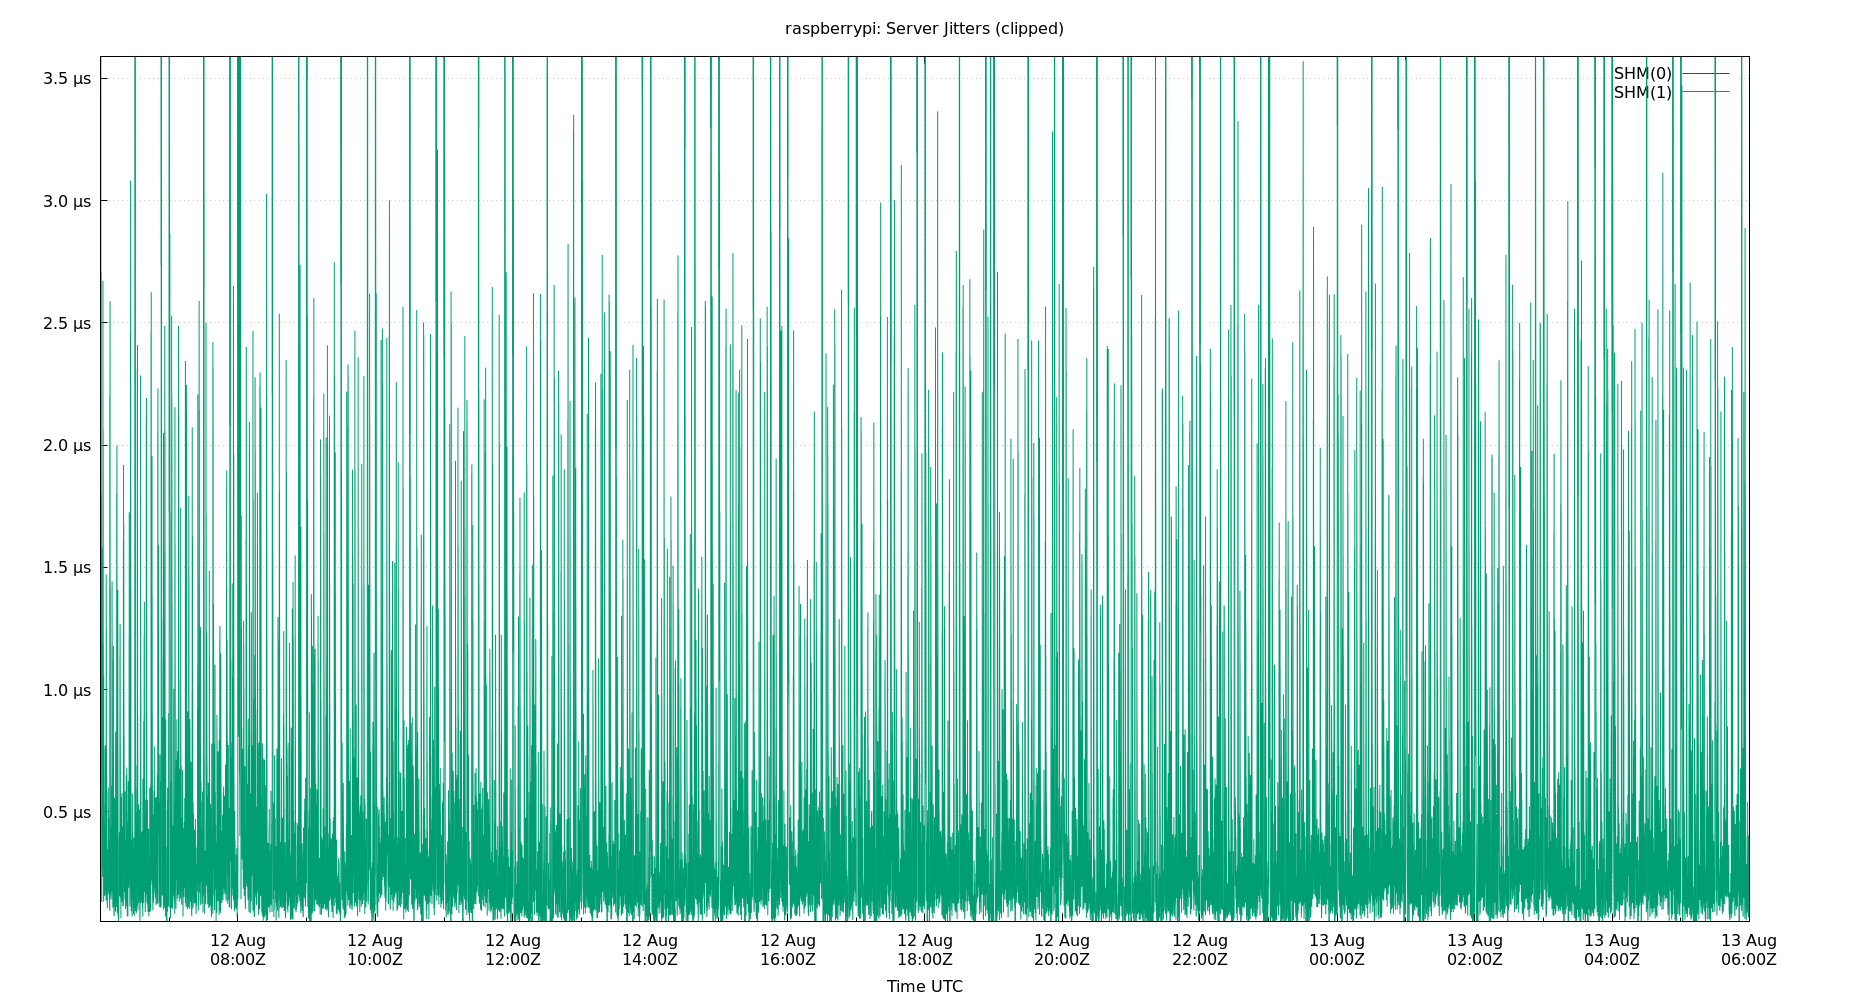 raspberrypi: Server Jitters (clipped)
3.5 µs
3.0 µs
2.5 µs
2.0 µs
1.5 µs
1.0 µs
0.5 µs
SHM(0)
SHM(1)
12 Aug 12 Aug 12 Aug 12 Aug 12 Aug 12 Aug 12 Aug 12 Aug 13 Aug 13 Aug 13 Aug 13 Aug
08:00Z 10:00Z 12:00Z 14:00Z 16:00Z 18:00Z 20:00Z 22:00Z 00:00Z 02:00Z 04:00Z 06:00Z
Time UTC